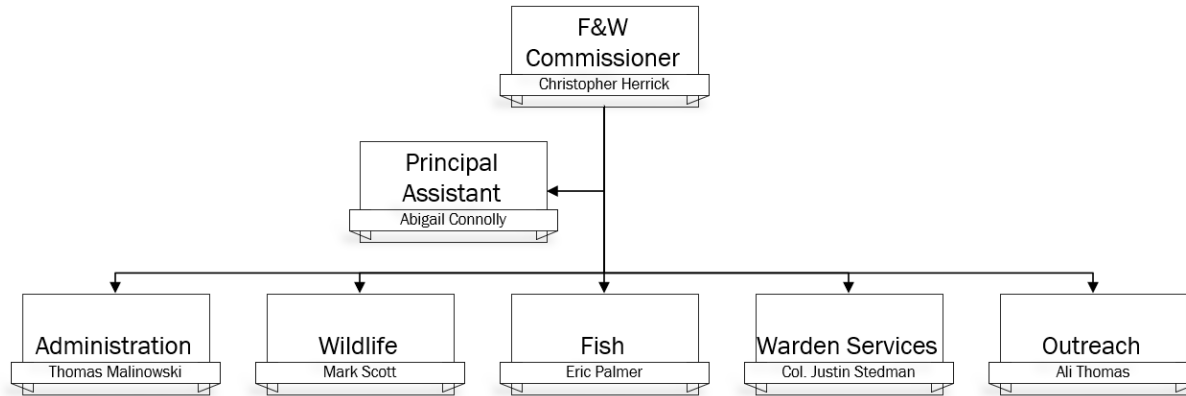 F&W
Commissioner
Christopher Herrick
Principal
Assistant
Abigail Connolly
Administration
Thomas Malinowski
Wildlife
Mark Scott
Fish
Eric Palmer
Warden Services
Col. Justin Stedman
Outreach
Ali Thomas